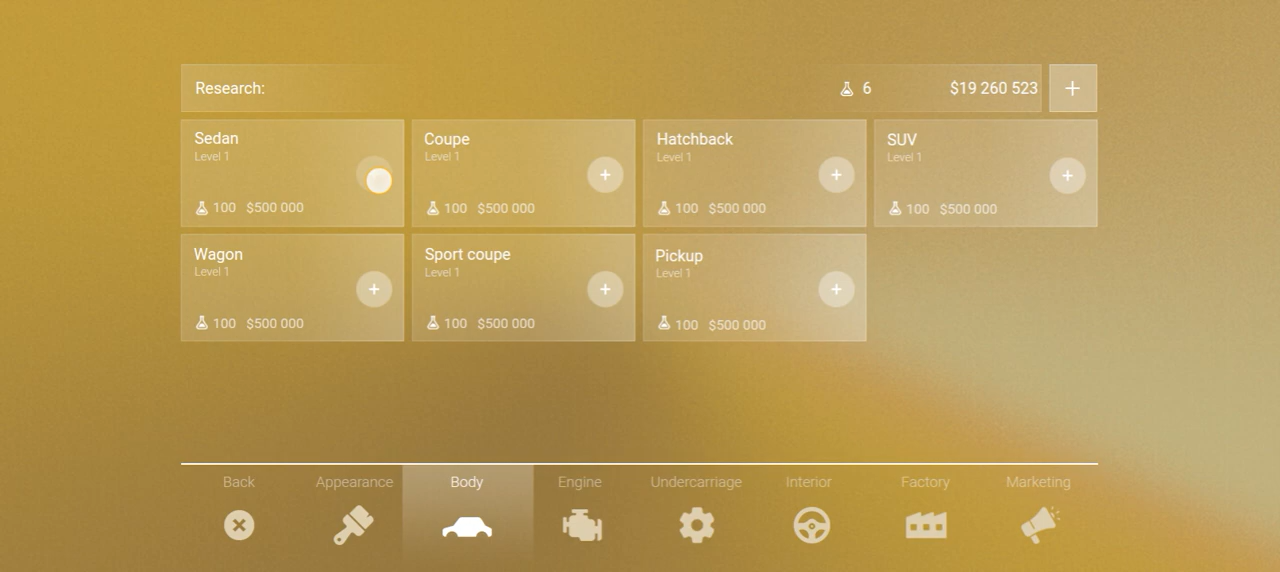 Research: 6 $19 260 523 +
Sedan
Level 1
100 $500 000
Coupe
Level 1
+
100 $500 000
Hatchback
Level 1
+
100 $500 000
SUV
Level 1
+
100 $500 000
Wagon
Level 1
+
100 $500 000
Sport coupe
Level 1
+
100 $500 000
Pickup
Level 1
+
100 $500 000
Back Appearance Body Engine Undercarriage Interior Factory Marketing